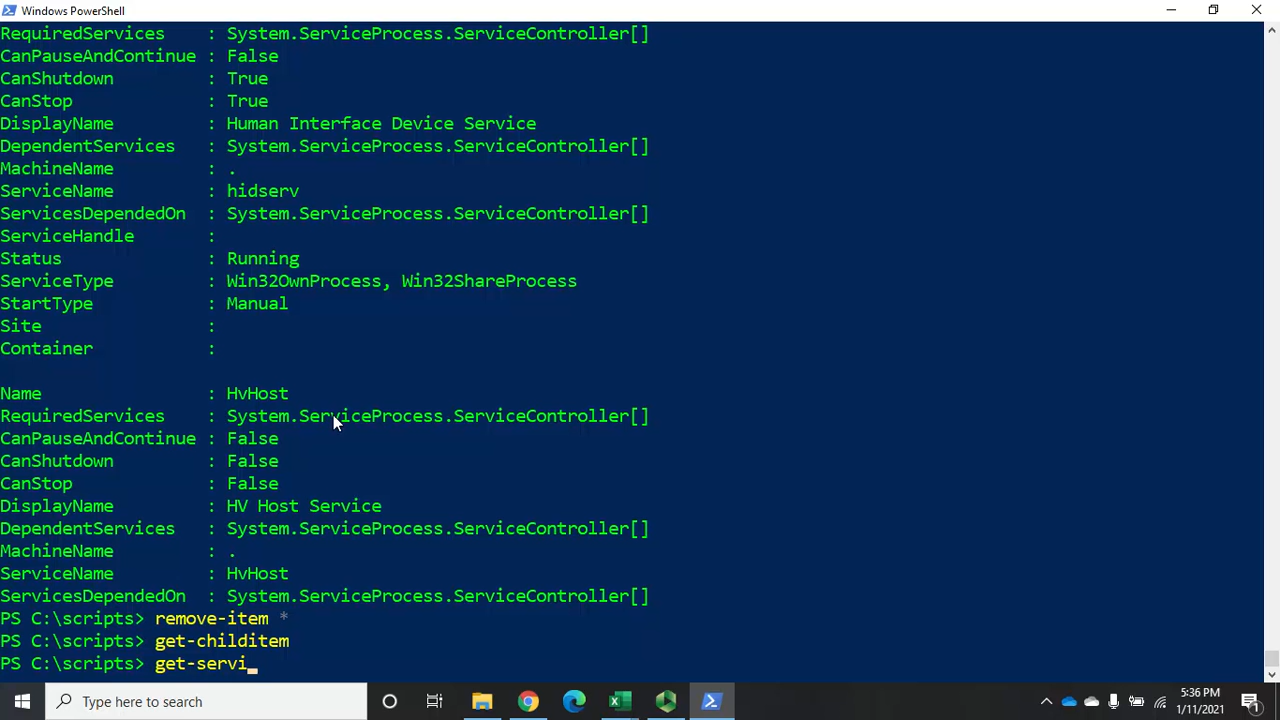 Windows PowerShell
RequiredServices : System.ServiceProcess.ServiceController[]
CanPauseAndContinue : False
CanShutdown : True
CanStop : True
DisplayName : Human Interface Device Service
DependentServices : System.ServiceProcess.ServiceController[]
MachineName : .
ServiceName : hidserv
ServicesDependedOn : System.ServiceProcess.ServiceController[]
ServiceHandle :
Status : Running
ServiceType : Win32OwnProcess, Win32ShareProcess
StartType : Manual
Site :
Container :
Name : HvHost
RequiredServices : System.ServiceProcess.ServiceController[]
CanPauseAndContinue : False
CanShutdown : False
CanStop : False
DisplayName : HV Host Service
DependentServices : System.ServiceProcess.ServiceController[]
MachineName : .
ServiceName : HvHost
ServicesDependedOn : System.ServiceProcess.ServiceController[]
PS C:\scripts> remove-item *
PS C:\scripts> get-childitem
PS C:\scripts> get-servi_
Type here to search
5:36 PM
1/11/2021
1